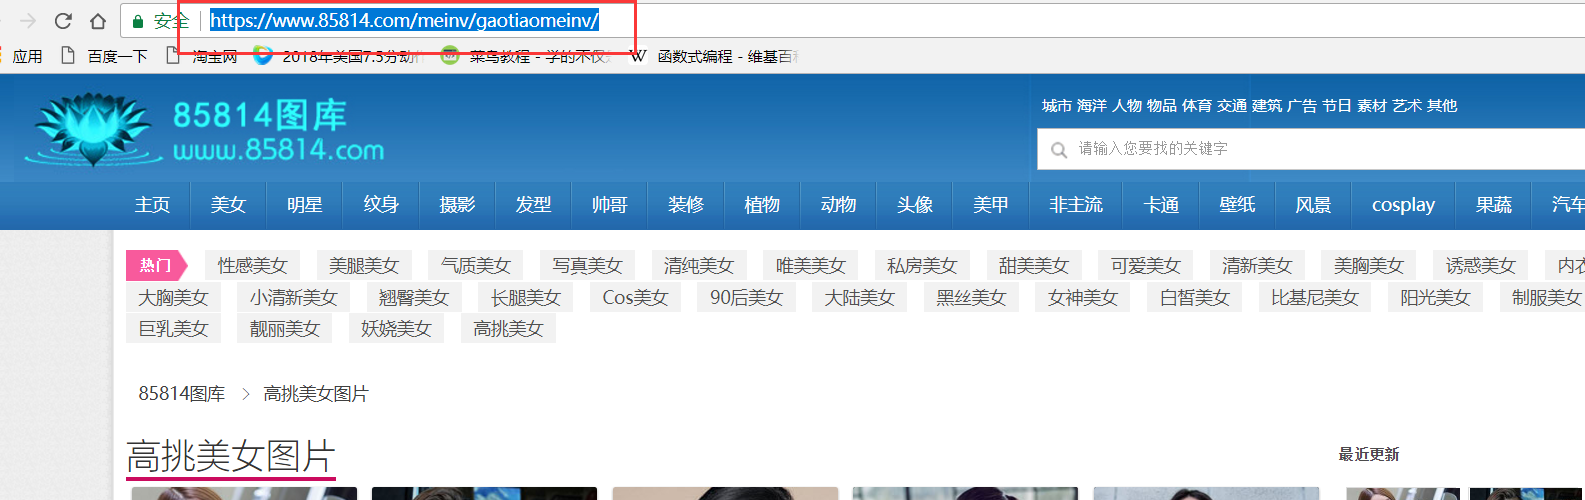 安全 https://www.85814.com/meinv/gaotiaomeinv/
应用 百度一下 淘宝网 2018年美国7.5分动 菜鸟教程 - 学的不仅 W 函数式编程 - 维基百
85814图库
www.85814.com
城市 海洋 人物 物品 体育 交通 建筑 广告 节日 素材 艺术 其他
请输入您要找的关键字
主页 美女 明星 纹身 摄影 发型 帅哥 装修 植物 动物 头像 美甲 非主流 卡通 壁纸 风景 cosplay 果蔬 汽车
热门 性感美女 美腿美女 气质美女 写真美女 清纯美女 唯美美女 私房美女 甜美美女 可爱美女 清新美女 美胸美女 诱惑美女 内衣
大胸美女 小清新美女 翘臀美女 长腿美女 Cos美女 90后美女 大陆美女 黑丝美女 女神美女 白皙美女 比基尼美女 阳光美女 制服美女
巨乳美女 靓丽美女 妖娆美女 高挑美女
85814图库 > 高挑美女图片
高挑美女图片
最近更新